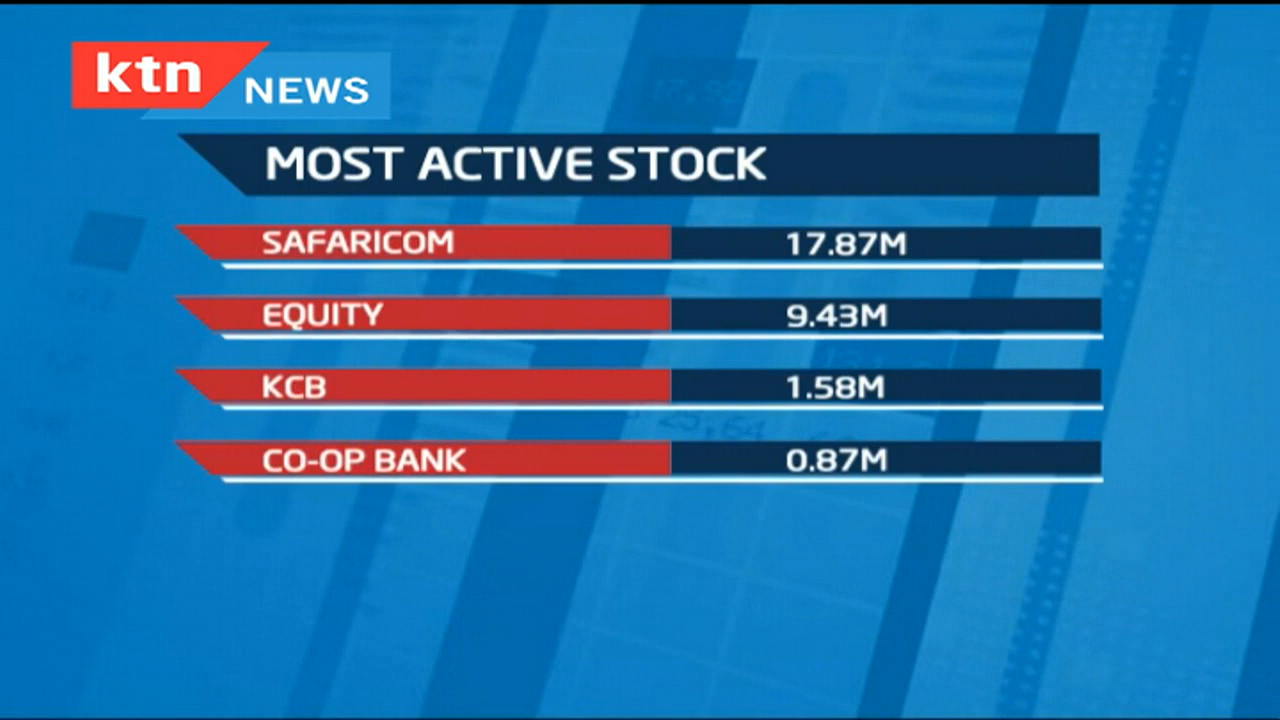 ktn NEWS
MOST ACTIVE STOCK
SAFARICOM 17.87M
EQUITY 9.43M
KCB 1.58M
CO-OP BANK 0.87M